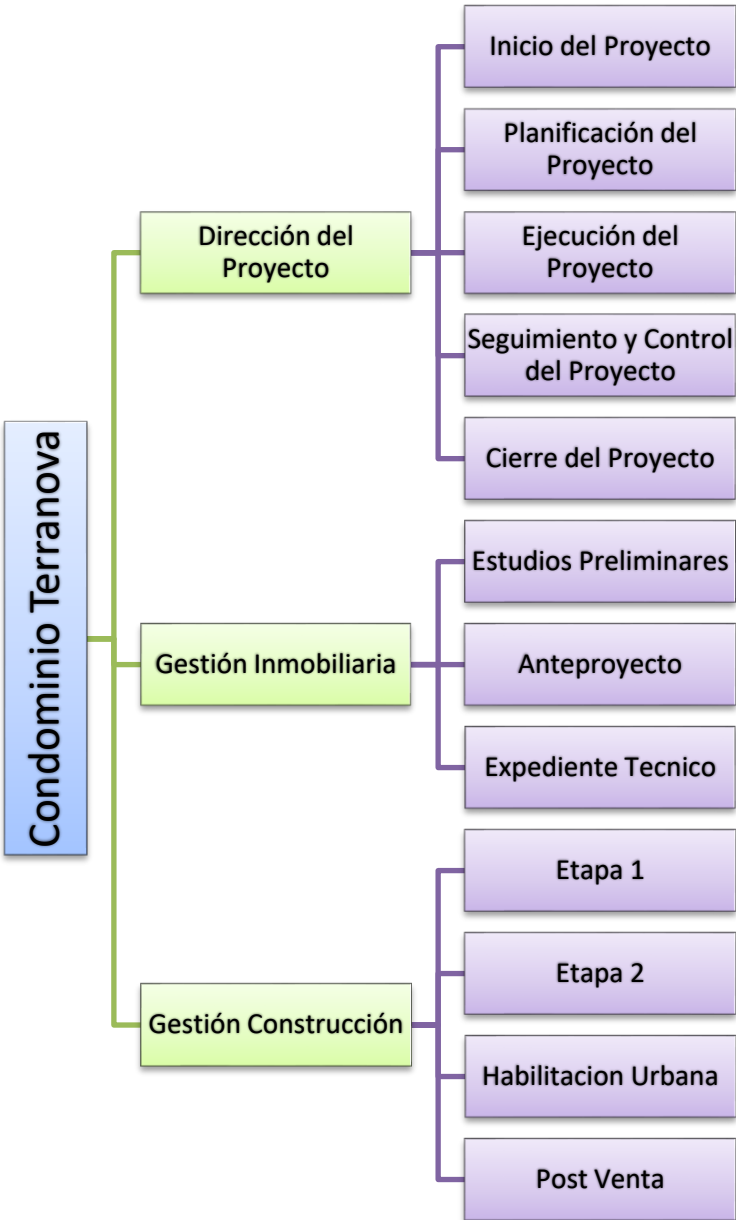 Condominio Terranova
Dirección del
Proyecto
Inicio del Proyecto
Planificación del
Proyecto
Ejecución del
Proyecto
Seguimiento y Control
del Proyecto
Cierre del Proyecto
Gestión Inmobiliaria
Estudios Preliminares
Anteproyecto
Expediente Tecnico
Gestión Construcción
Etapa 1
Etapa 2
Habilitacion Urbana
Post Venta